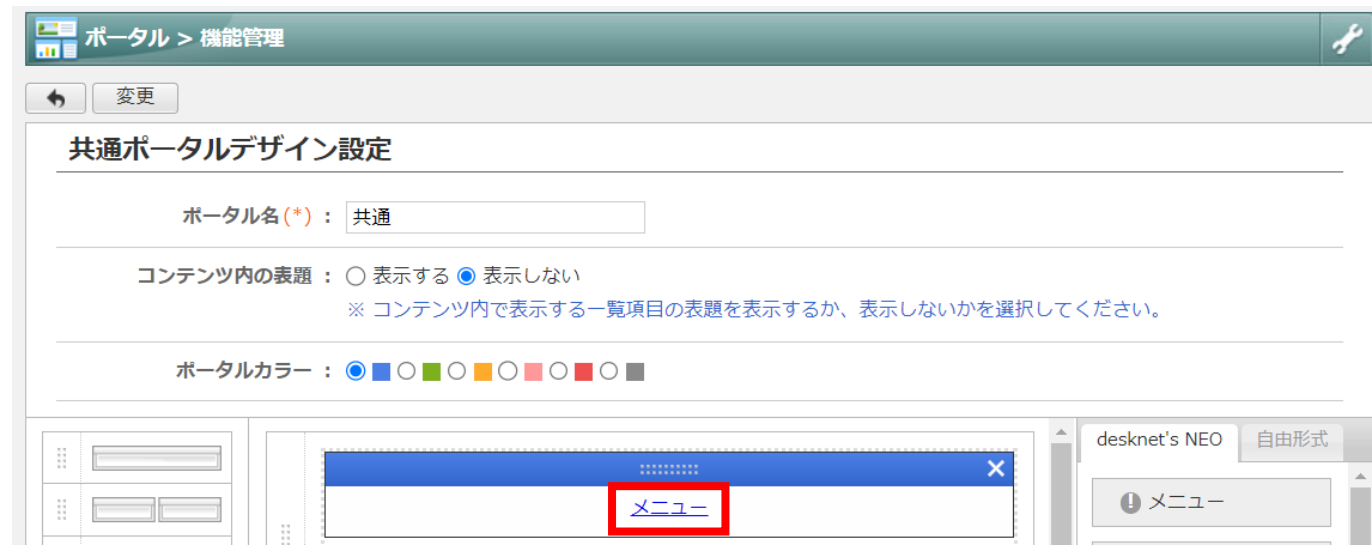 ポータル > 機能管理
変更
共通ポータルデザイン設定
ポータル名(*) : 共通
コンテンツ内の表題 : 表示する 表示しない
※ コンテンツ内で表示する一覧項目の表題を表示するか、表示しないかを選択してください。
ポータルカラー :
desknet's NEO 自由形式
メニュー
メニュー